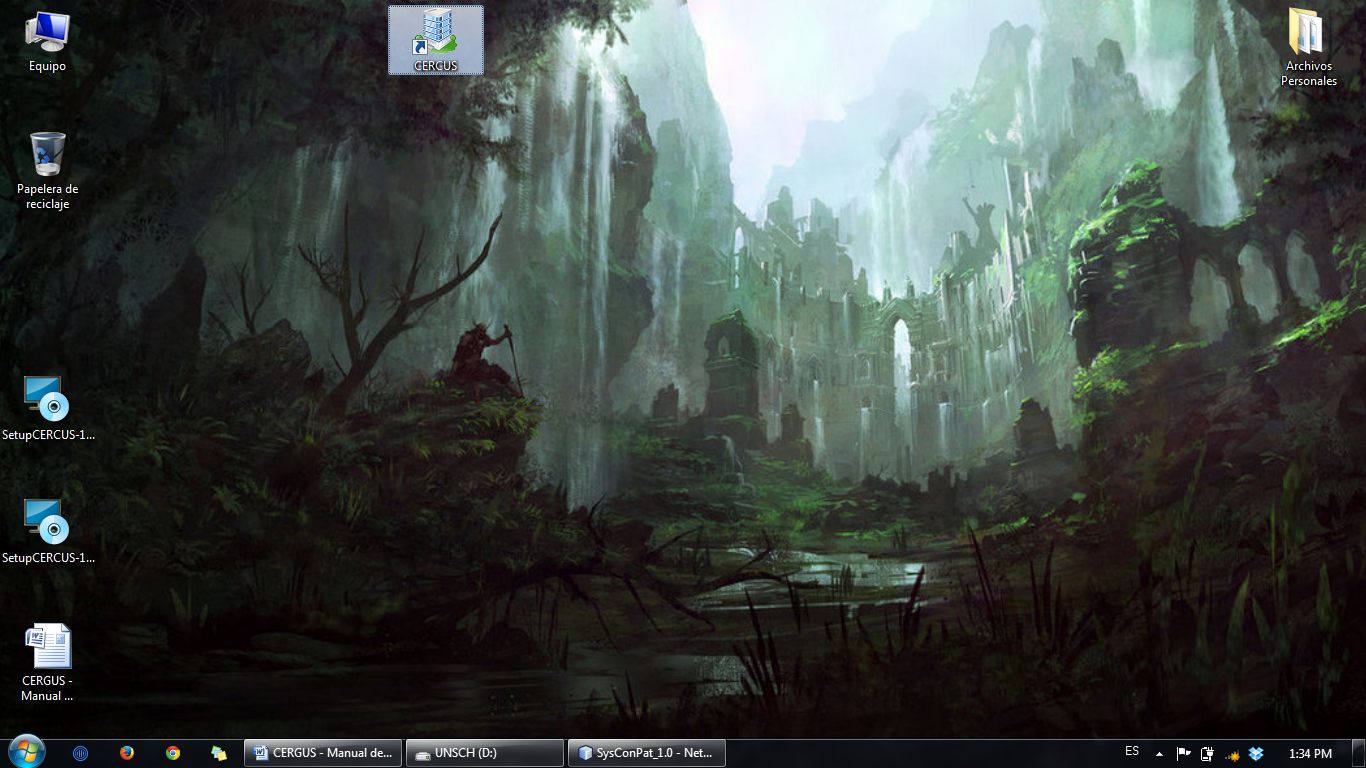 Equipo
CERCUS
Archivos
Personales
Papelera de
reciclaje
SetupCERCUS-1...
SetupCERCUS-1...
CERGUS -
Manual ...
CERGUS - Manual de...
UNSCH (D:)
SysConPat_1.0 - Net...
ES
1:34 PM